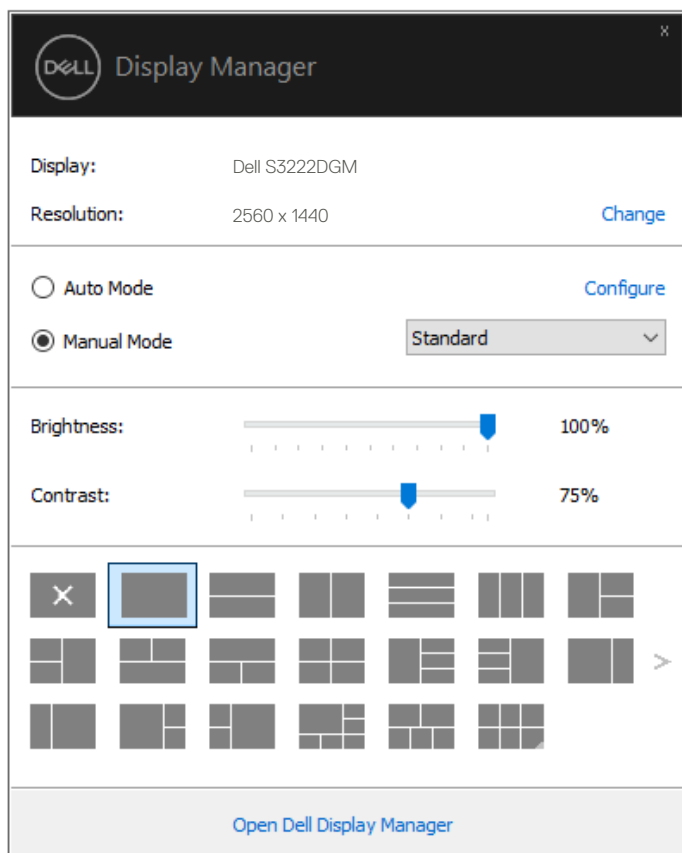 x
DELL Display Manager
Display: Dell S3222DGM
Resolution: 2560 x 1440 Change
Auto Mode Configure
Manual Mode Standard
Brightness: 100%
Contrast: 75%
Open Dell Display Manager